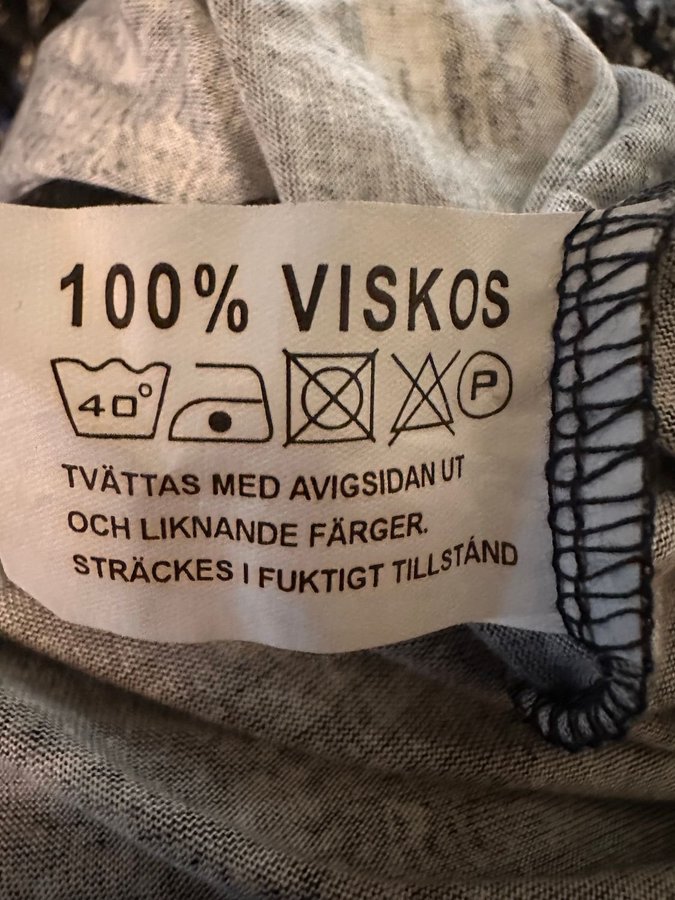 100% VISKOS
40° P
TVÄTTAS MED AVIGSIDAN UT
OCH LIKNANDE FÄRGER.
STRÄCKES I FUKTIGT TILLSTÅND